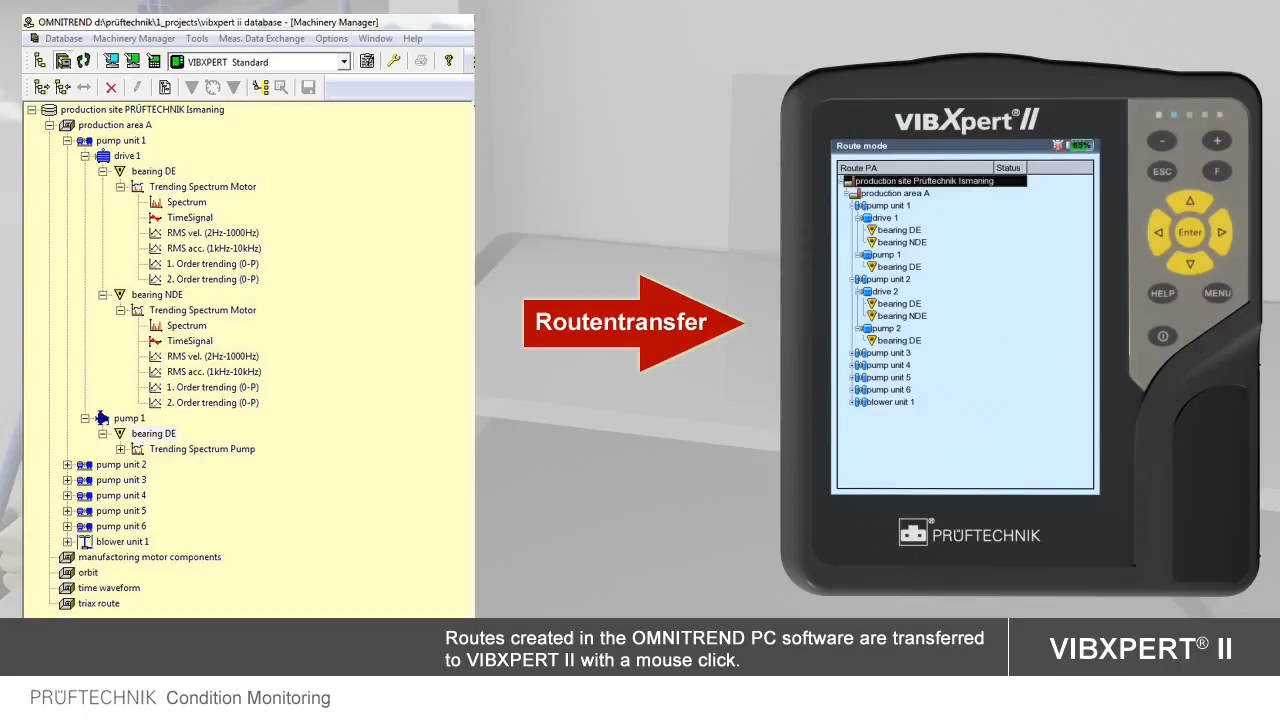 OMNITREND d:\prüftechnik\1_projects\vibxpert ii database - [Machinery Manager]
Database Machinery Manager Tools Meas. Data Exchange Options Window Help
VIBXPERT Standard
production site PRÜFTECHNIK Ismaning
production area A
pump unit 1
drive 1
bearing DE
Trending Spectrum Motor
Spectrum
TimeSignal
RMS vel. (2Hz-1000Hz)
RMS acc. (1kHz-10kHz)
1. Order trending (0-P)
2. Order trending (0-P)
bearing NDE
Trending Spectrum Motor
Spectrum
TimeSignal
RMS vel. (2Hz-1000Hz)
RMS acc. (1kHz-10kHz)
1. Order trending (0-P)
2. Order trending (0-P)
pump 1
bearing DE
Trending Spectrum Pump
pump unit 2
pump unit 3
pump unit 4
pump unit 5
pump unit 6
blower unit 1
manufactoring motor components
orbit
time waveform
triax route
Routentransfer
VIBXpert® II
Route mode 65%
Route PA Status
production site Prüftechnik Ismaning
production area A
pump unit 1
drive 1
bearing DE
bearing NDE
pump 1
bearing DE
pump unit 2
drive 2
bearing DE
bearing NDE
pump 2
bearing DE
pump unit 3
pump unit 4
pump unit 5
pump unit 6
blower unit 1
- +
ESC F
Enter
HELP MENU
® PRÜFTECHNIK
Routes created in the OMNITREND PC software are transferred
to VIBXPERT II with a mouse click.
VIBXPERT® II
PRÜFTECHNIK Condition Monitoring